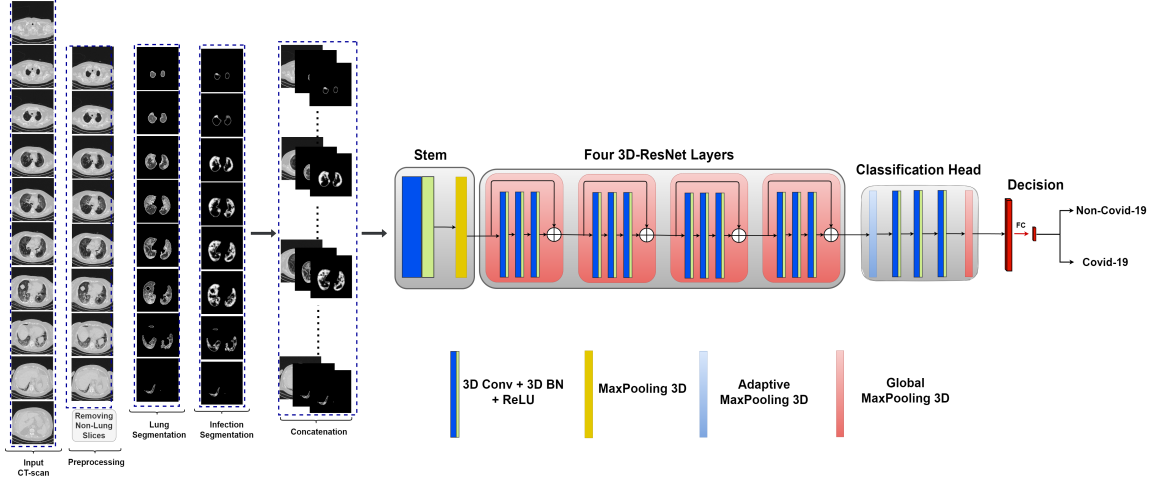 Stem
Four 3D-ResNet Layers
Classification Head
Decision
FC
Non-Covid-19
Covid-19
3D Conv + 3D BN
+ ReLU
MaxPooling 3D
Adaptive
MaxPooling 3D
Global
MaxPooling 3D
Removing
Non-Lung
Slices
Input
CT-scan
Preprocessing
Lung
Segmentation
Infection
Segmentation
Concatenation